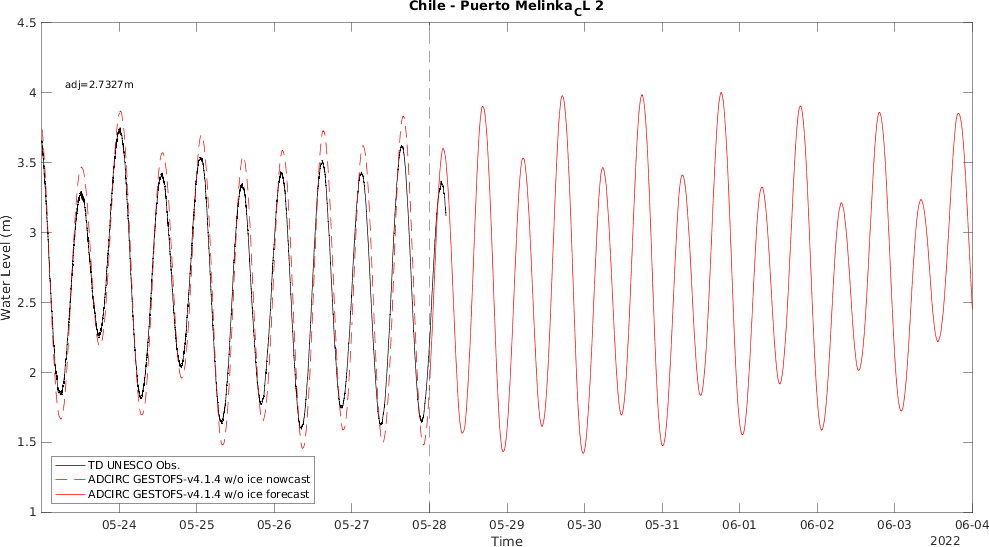 Chile - Puerto Melinka_CL 2
4.5
4
3.5
3
2.5
2
1.5
1
Water Level (m)
adj=2.7327m
TD UNESCO Obs.
ADCIRC GESTOFS-v4.1.4 w/o ice nowcast
ADCIRC GESTOFS-v4.1.4 w/o ice forecast
05-24 05-25 05-26 05-27 05-28 05-29 05-30 05-31 06-01 06-02 06-03 06-04
Time
2022